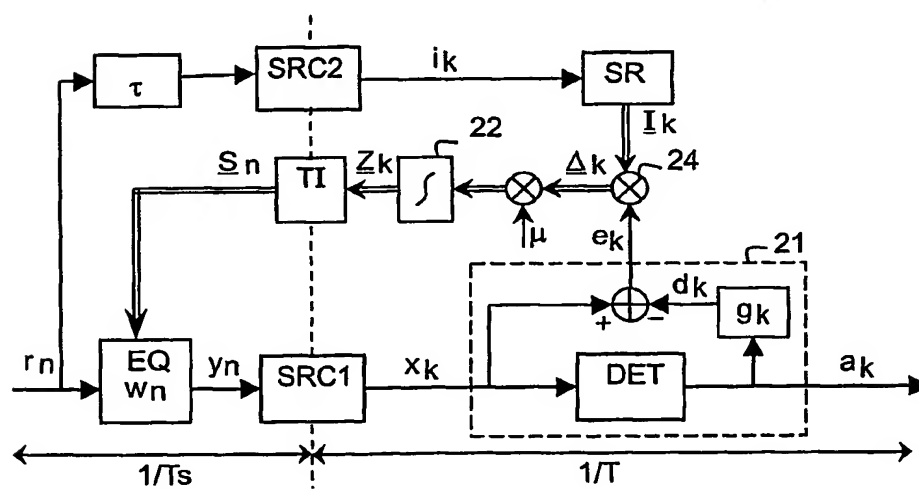 τ
SRC2
ik
SR
Ik
22
Sn
TI
Zk
∫
Δk
24
μ
ek
21
dk
gk
+
−
rn
EQ
wn
yn
SRC1
xk
DET
ak
1/Ts
1/T